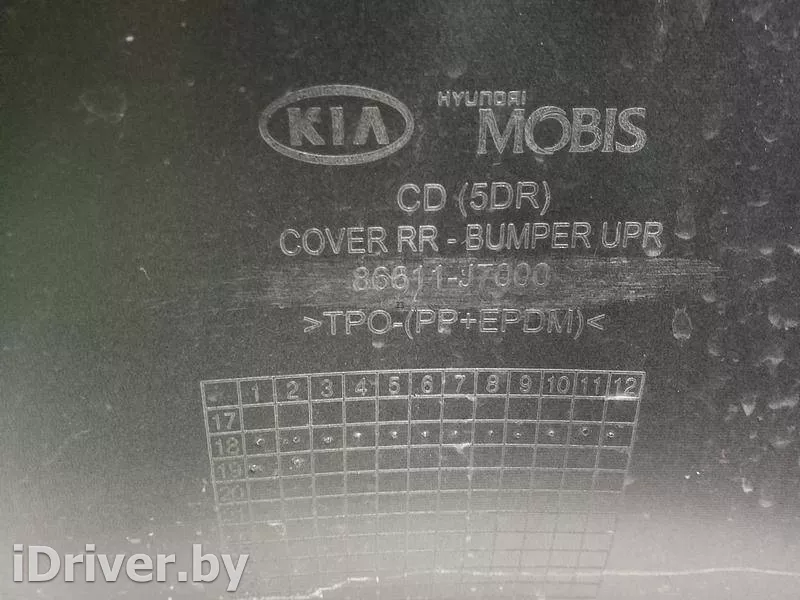 KIA
HYUNDAI
MOBIS
CD (5DR)
COVER RR - BUMPER UPR
86611-J7000
>TPO-(PP+EPDM)<
1 2 3 4 5 6 7 8 9 10 11 12
17
18
19
20
iDriver.by